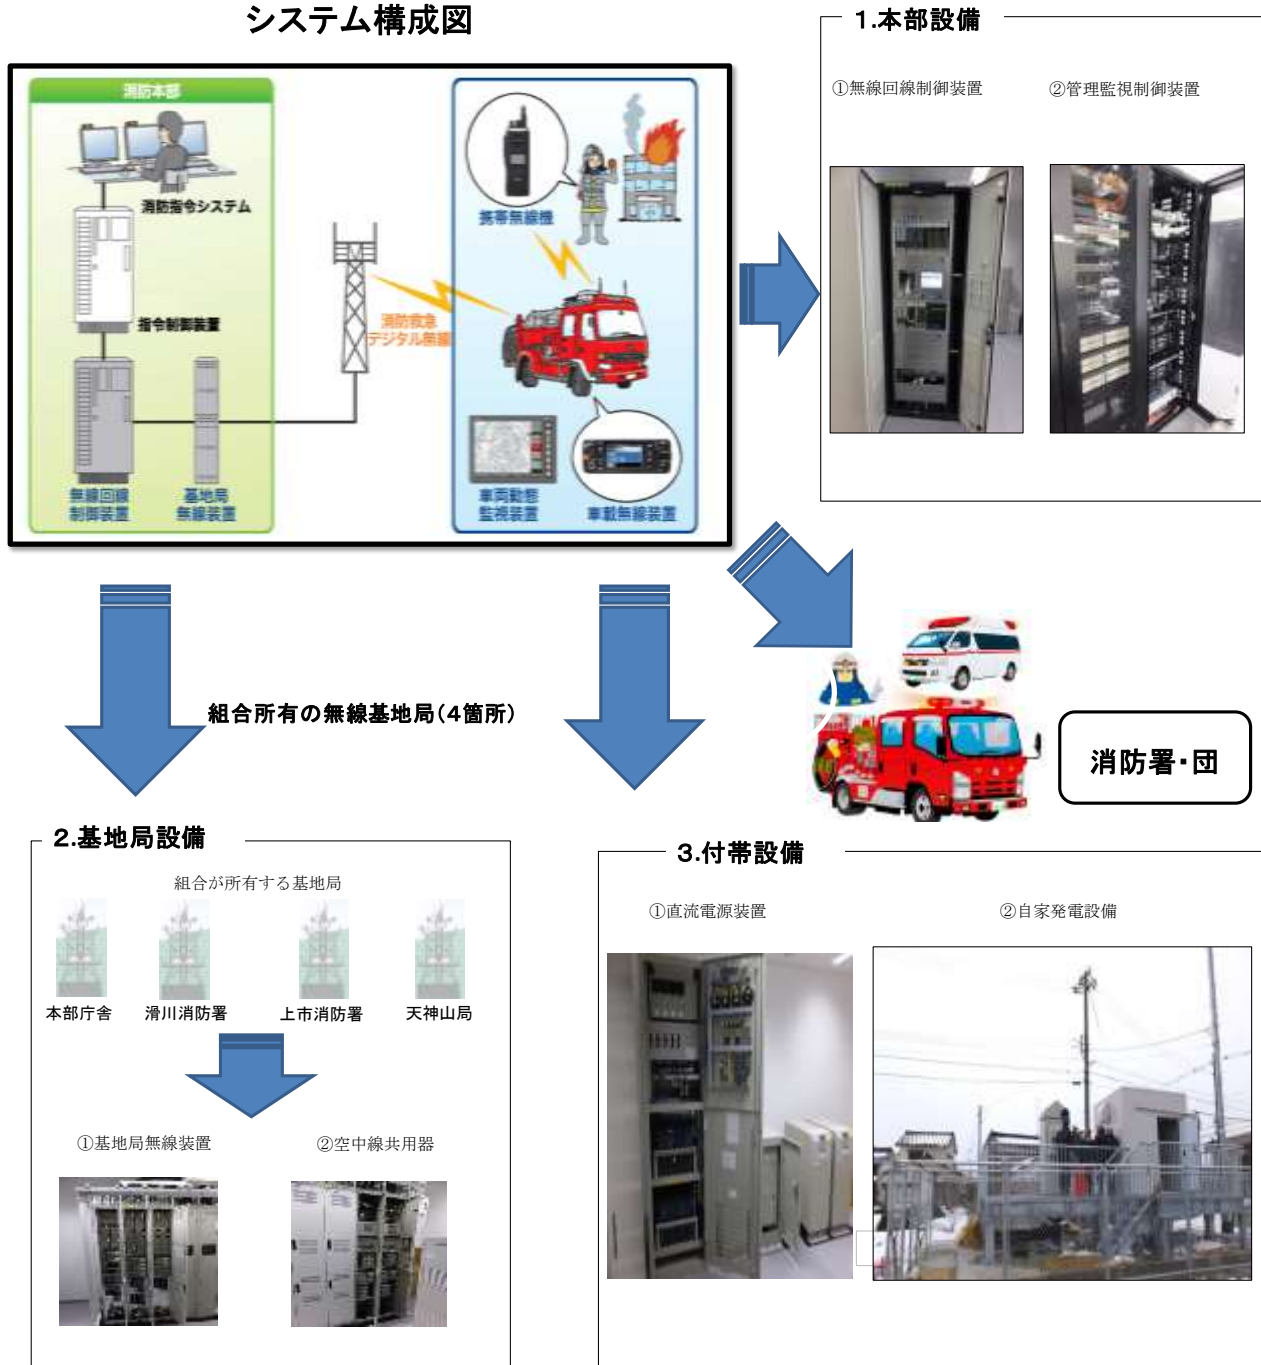 システム構成図
消防本部
消防指令システム
指令制御装置
無線回線
制御装置
基地局
無線装置
消防救急
デジタル無線
携帯無線機
車両動態
監視装置
車載無線装置
1.本部設備
①無線回線制御装置
②管理監視制御装置
組合所有の無線基地局(4箇所)
消防署・団
2.基地局設備
組合が所有する基地局
本部庁舎
滑川消防署
上市消防署
天神山局
①基地局無線装置
②空中線共用器
3.付帯設備
①直流電源装置
②自家発電設備